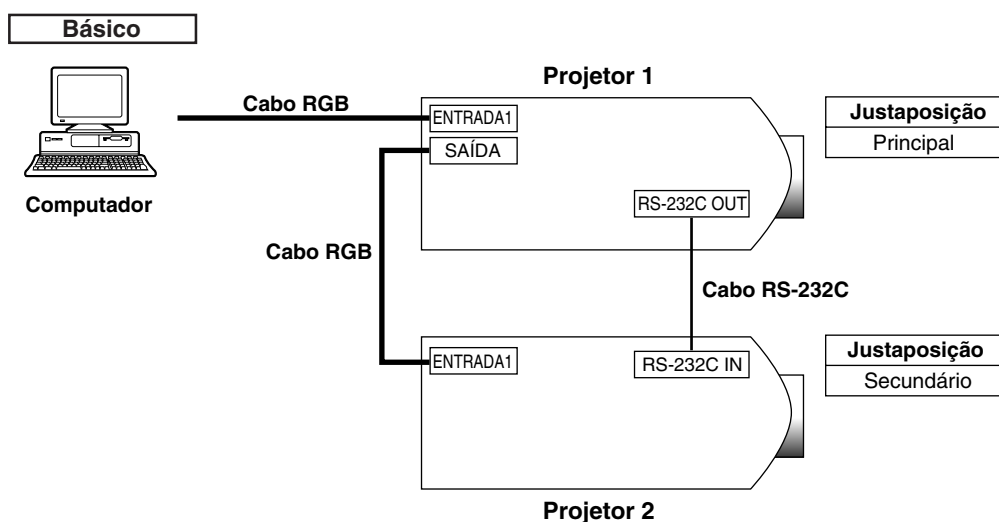 Básico
Projetor 1
Cabo RGB
ENTRADA1
SAÍDA
RS-232C OUT
Justaposição
Principal
Computador
Cabo RGB
Cabo RS-232C
ENTRADA1
RS-232C IN
Justaposição
Secundário
Projetor 2